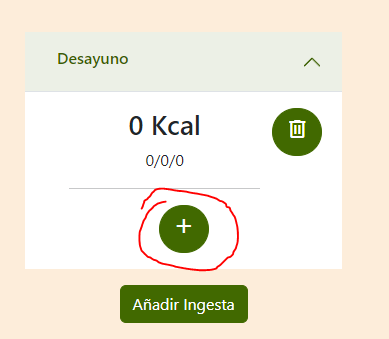 Desayuno
0 Kcal
0/0/0
+
Añadir Ingesta